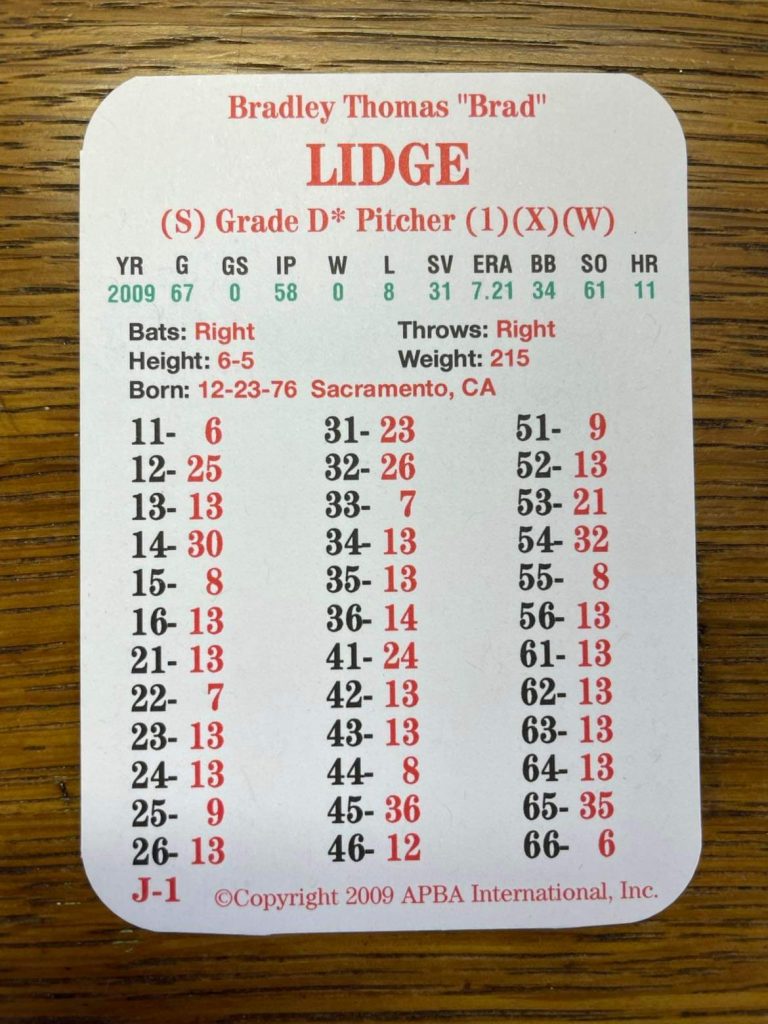 Bradley Thomas "Brad"
LIDGE
(S) Grade D* Pitcher (1)(X)(W)
YR G GS IP W L SV ERA BB SO HR
2009 67 0 58 0 8 31 7.21 34 61 11
Bats: Right Throws: Right
Height: 6-5 Weight: 215
Born: 12-23-76 Sacramento, CA
11- 6 31- 23 51- 9
12- 25 32- 26 52- 13
13- 13 33- 7 53- 21
14- 30 34- 13 54- 32
15- 8 35- 13 55- 8
16- 13 36- 14 56- 13
21- 13 41- 24 61- 13
22- 7 42- 13 62- 13
23- 13 43- 13 63- 13
24- 13 44- 8 64- 13
25- 9 45- 36 65- 35
26- 13 46- 12 66- 6
J-1 ©Copyright 2009 APBA International, Inc.